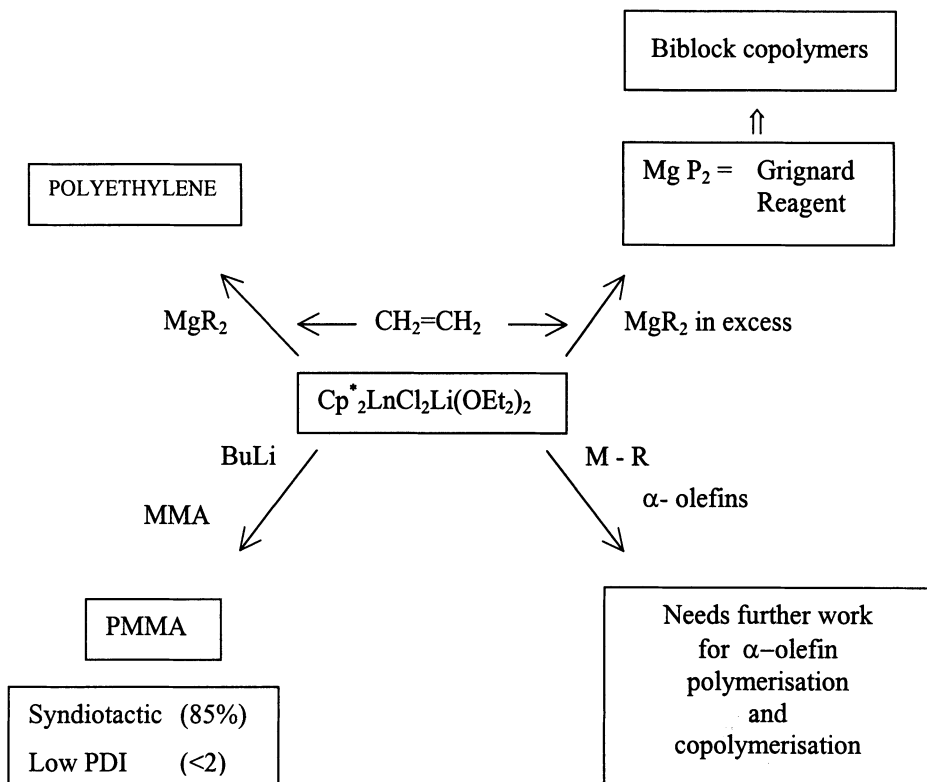 Biblock copolymers
⇑
Mg P₂ = Grignard
Reagent
POLYETHYLENE
MgR₂
CH₂=CH₂
MgR₂ in excess
Cp*₂LnCl₂Li(OEt₂)₂
BuLi
M - R
MMA
α- olefins
PMMA
Syndiotactic (85%)
Low PDI (<2)
Needs further work
for α–olefin
polymerisation
and
copolymerisation